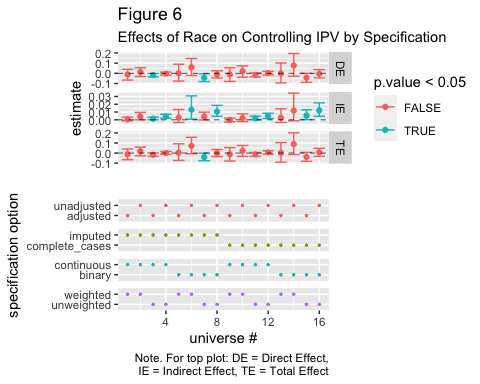 Figure 6
Effects of Race on Controlling IPV by Specification
estimate
0.2
0.1
0.0
-0.1
DE
0.03
0.02
0.01
0.00
IE
0.2
0.1
0.0
-0.1
TE
p.value < 0.05
FALSE
TRUE
specification option
unadjusted
adjusted
imputed
complete_cases
continuous
binary
weighted
unweighted
4 8 12 16
universe #
Note. For top plot: DE = Direct Effect,
IE = Indirect Effect, TE = Total Effect